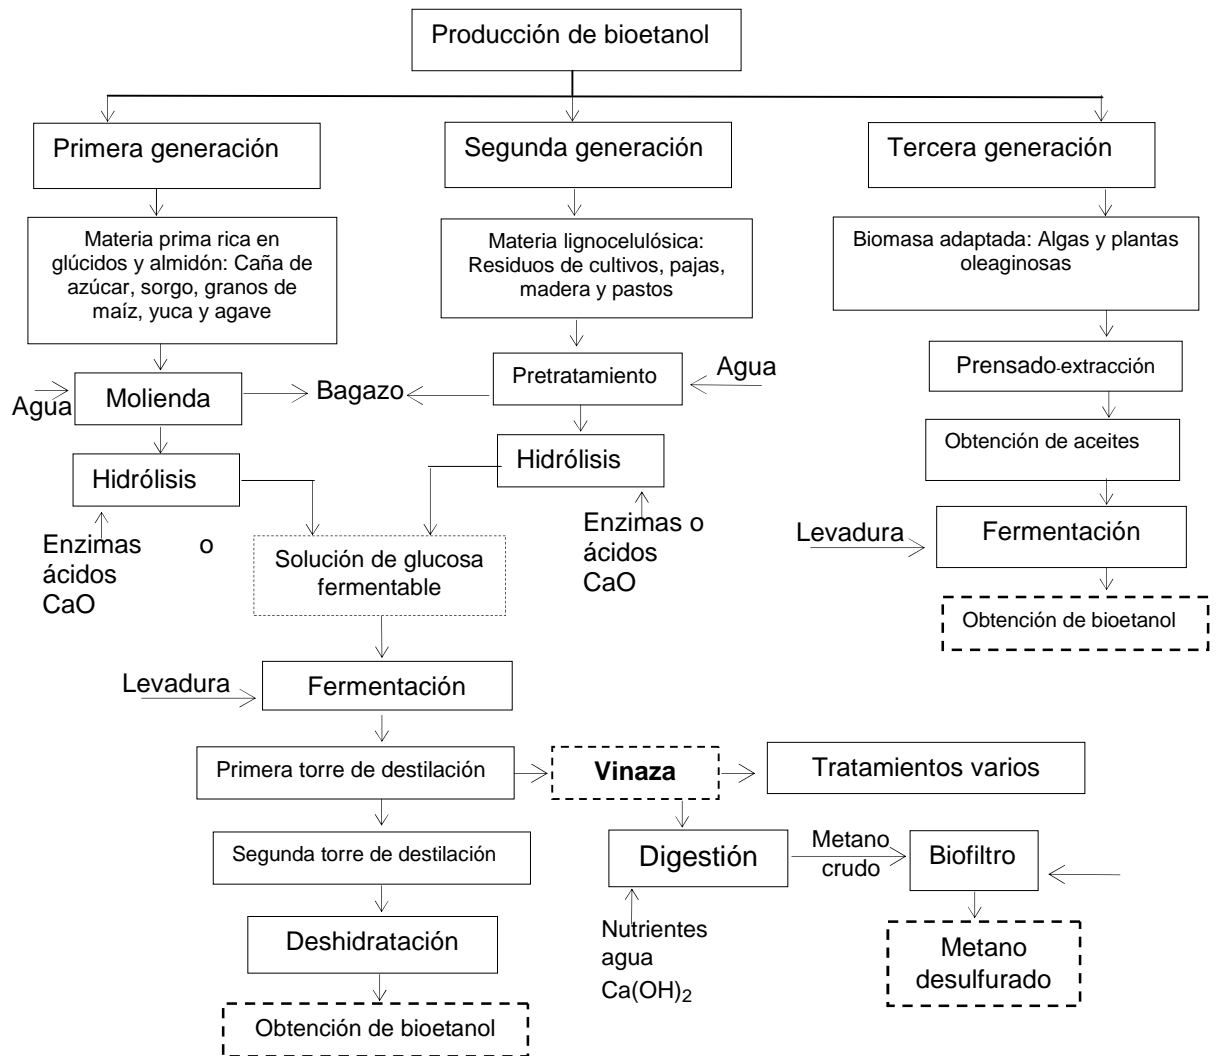 Producción de bioetanol
Primera generación
Segunda generación
Tercera generación
Materia prima rica en
glúcidos y almidón: Caña de
azúcar, sorgo, granos de
maíz, yuca y agave
Materia lignocelulósica:
Residuos de cultivos, pajas,
madera y pastos
Biomasa adaptada: Algas y plantas
oleaginosas
Agua
Molienda
Bagazo
Pretratamiento
Agua
Prensado-extracción
Hidrólisis
Hidrólisis
Obtención de aceites
Enzimas o
ácidos
CaO
Solución de glucosa
fermentable
Enzimas o
ácidos
CaO
Levadura
Fermentación
Obtención de bioetanol
Levadura
Fermentación
Primera torre de destilación
Vinaza
Tratamientos varios
Segunda torre de destilación
Digestión
Metano
crudo
Biofiltro
Deshidratación
Nutrientes
agua
Ca(OH)2
Metano
desulfurado
Obtención de bioetanol